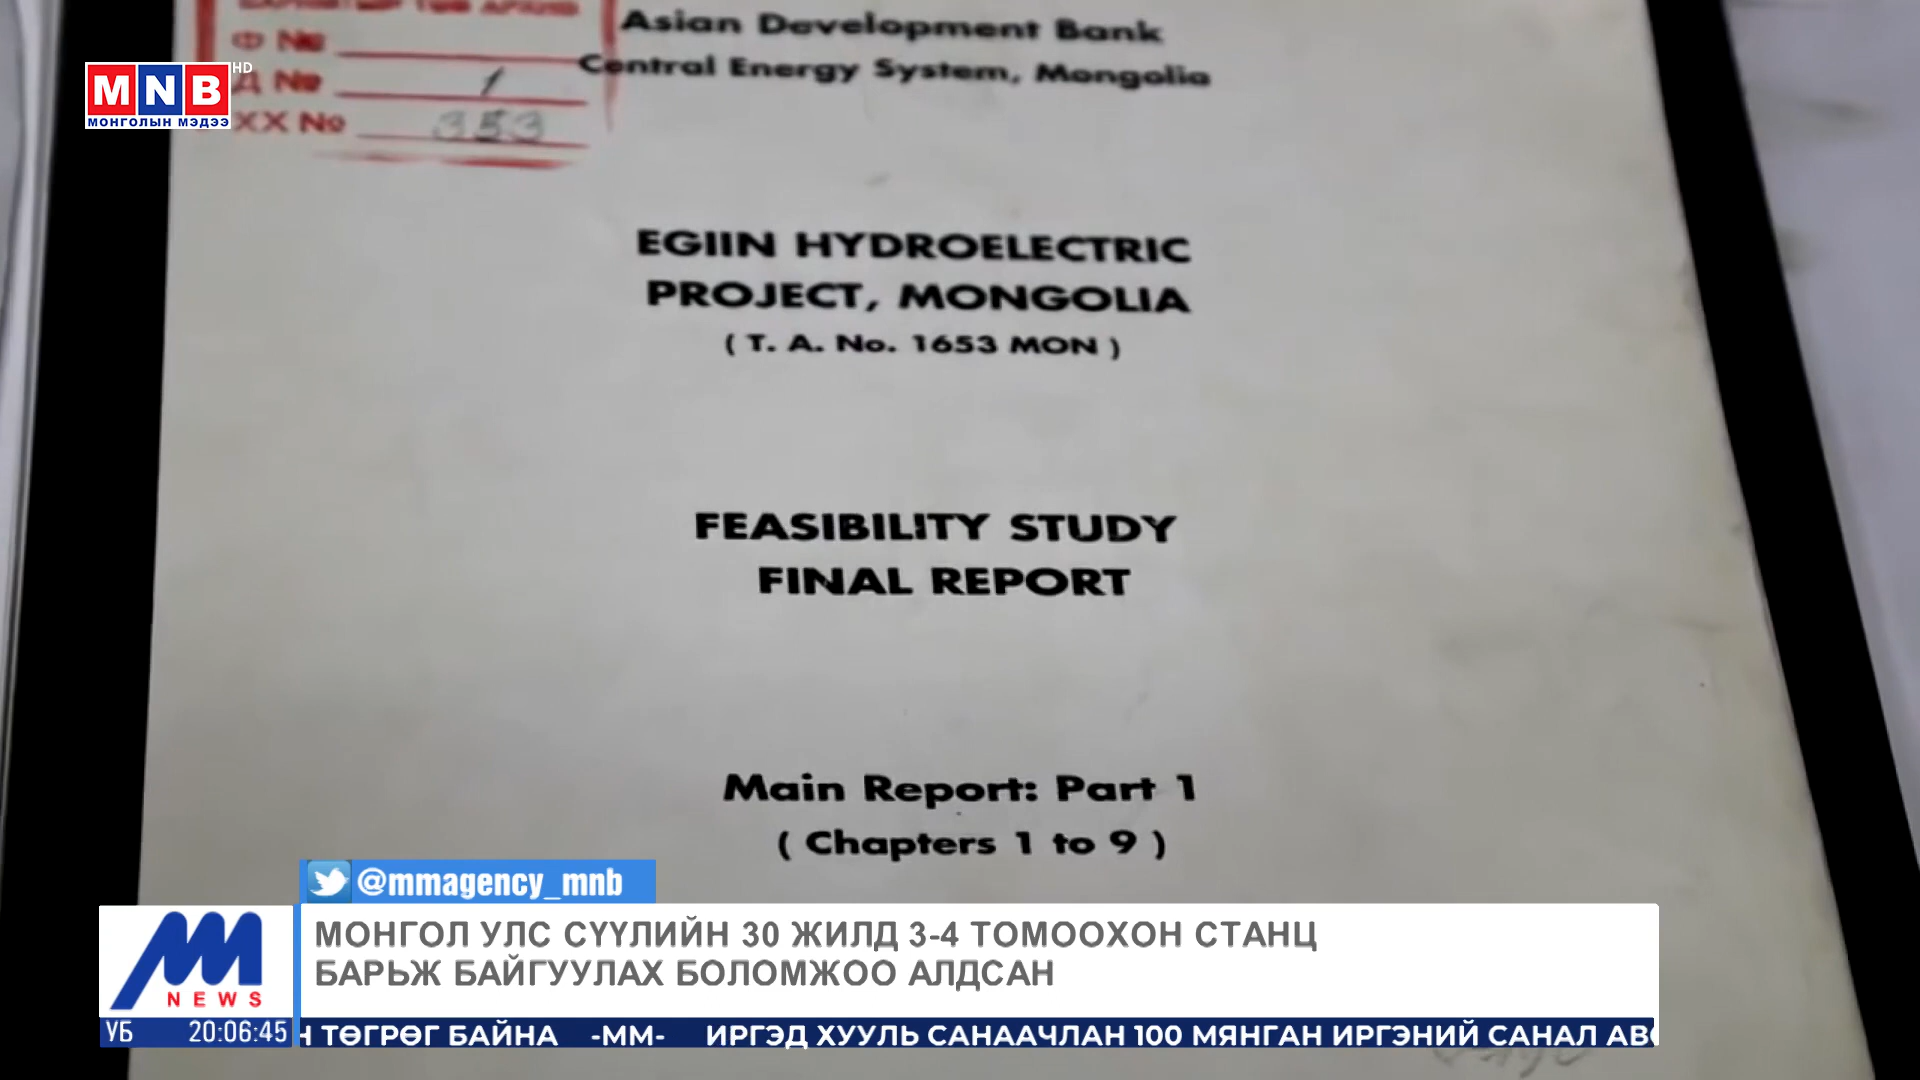 Asian Development Bank
Central Energy System, Mongolia
Ф №
Д № 1
ХХ № 353
MNB HD
МОНГОЛЫН МЭДЭЭ
EGIIN HYDROELECTRIC
PROJECT, MONGOLIA
( T. A. No. 1653 MON )
FEASIBILITY STUDY
FINAL REPORT
Main Report: Part 1
( Chapters 1 to 9 )
@mmagency_mnb
МОНГОЛ УЛС СҮҮЛИЙН 30 ЖИЛД 3-4 ТОМООХОН СТАНЦ
БАРЬЖ БАЙГУУЛАХ БОЛОМЖОО АЛДСАН
NEWS
УБ 20:06:45
Н ТӨГРӨГ БАЙНА -ММ- ИРГЭД ХУУЛЬ САНААЧЛАН 100 МЯНГАН ИРГЭНИЙ САНАЛ